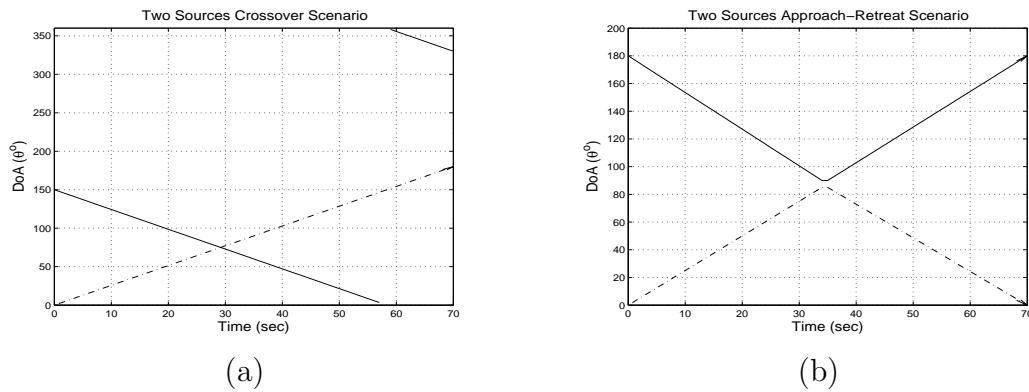 Two Sources Crossover Scenario
350
300
250
200
150
100
50
0
DoA (θº)
0 10 20 30 40 50 60 70
Time (sec)
(a)
Two Sources Approach−Retreat Scenario
200
180
160
140
120
100
80
60
40
20
0
DoA (θº)
0 10 20 30 40 50 60 70
Time (sec)
(b)